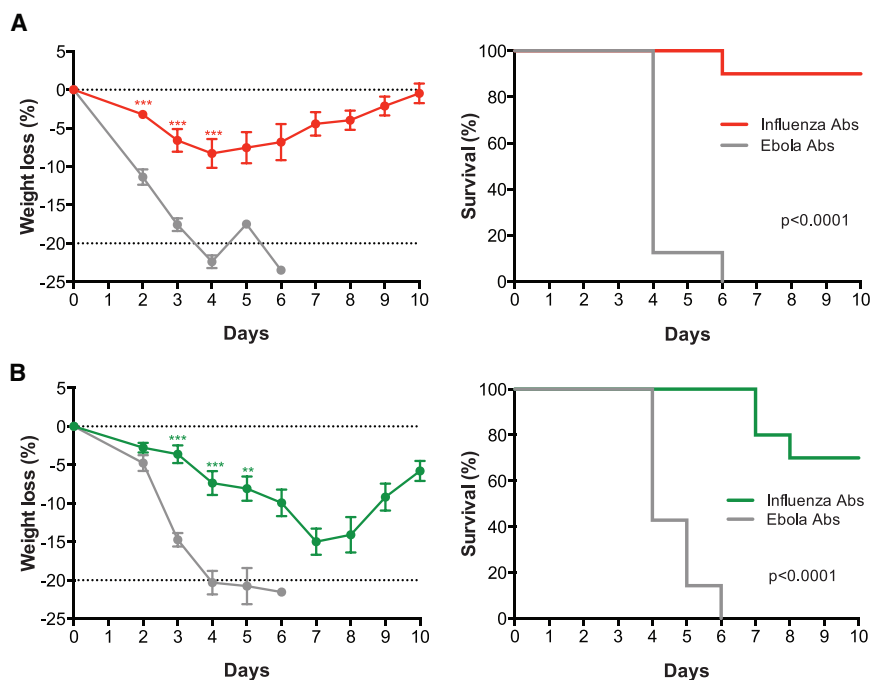 A
Weight loss (%)
5
0
-5
-10
-15
-20
-25
***
***
***
0 1 2 3 4 5 6 7 8 9 10
Days
Survival (%)
100
80
60
40
20
0
Influenza Abs
Ebola Abs
p<0.0001
0 1 2 3 4 5 6 7 8 9 10
Days
B
Weight loss (%)
5
0
-5
-10
-15
-20
-25
***
***
**
0 1 2 3 4 5 6 7 8 9 10
Days
Survival (%)
100
80
60
40
20
0
Influenza Abs
Ebola Abs
p<0.0001
0 1 2 3 4 5 6 7 8 9 10
Days